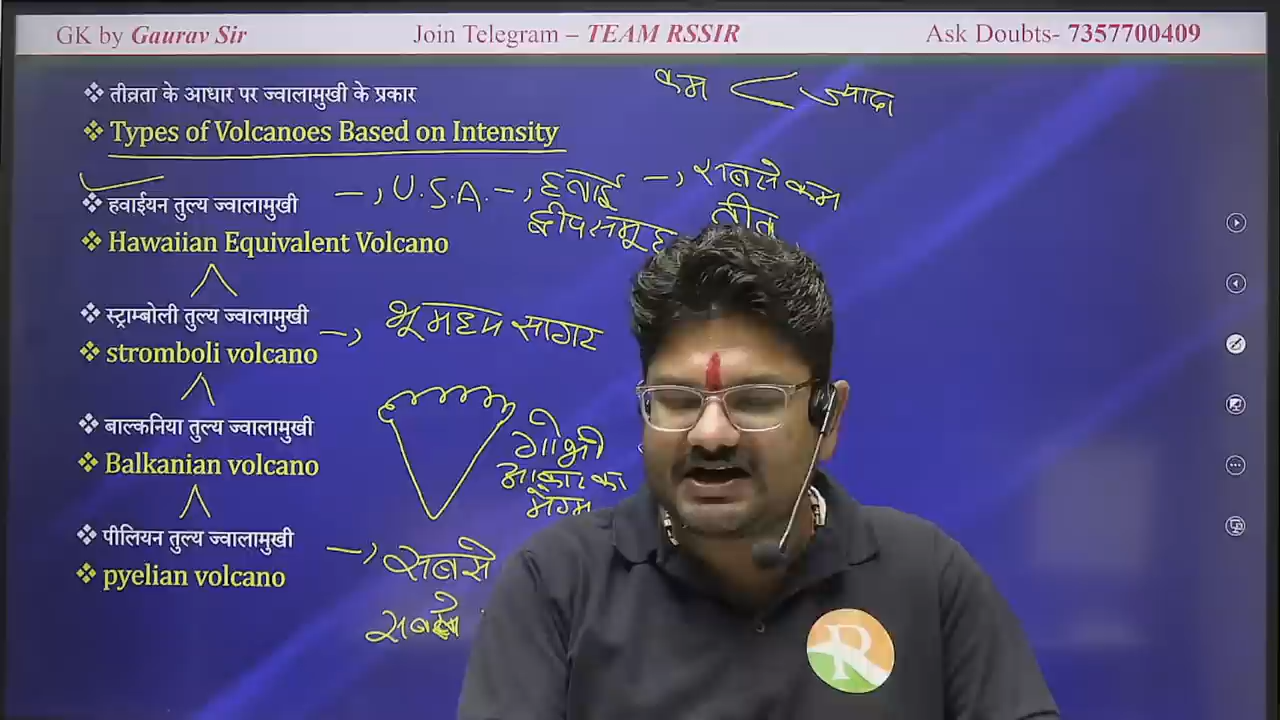 GK by Gaurav Sir
Join Telegram – TEAM RSSIR
Ask Doubts- 7357700409
❖ तीव्रता के आधार पर ज्वालामुखी के प्रकार
कम < ज्यादा
❖ Types of Volcanoes Based on Intensity
❖ हवाईयन तुल्य ज्वालामुखी
–, U.S.A. –, हवाई –, सबसे कम
द्वीप समूह तीव्र
❖ Hawaiian Equivalent Volcano
❖ स्ट्राम्बोली तुल्य ज्वालामुखी
–, भूमध्य सागर
❖ stromboli volcano
❖ बाल्कनिया तुल्य ज्वालामुखी
❖ Balkanian volcano
गोभी
आकार का
❖ पीलियन तुल्य ज्वालामुखी
–, सबसे
❖ pyelian volcano
R